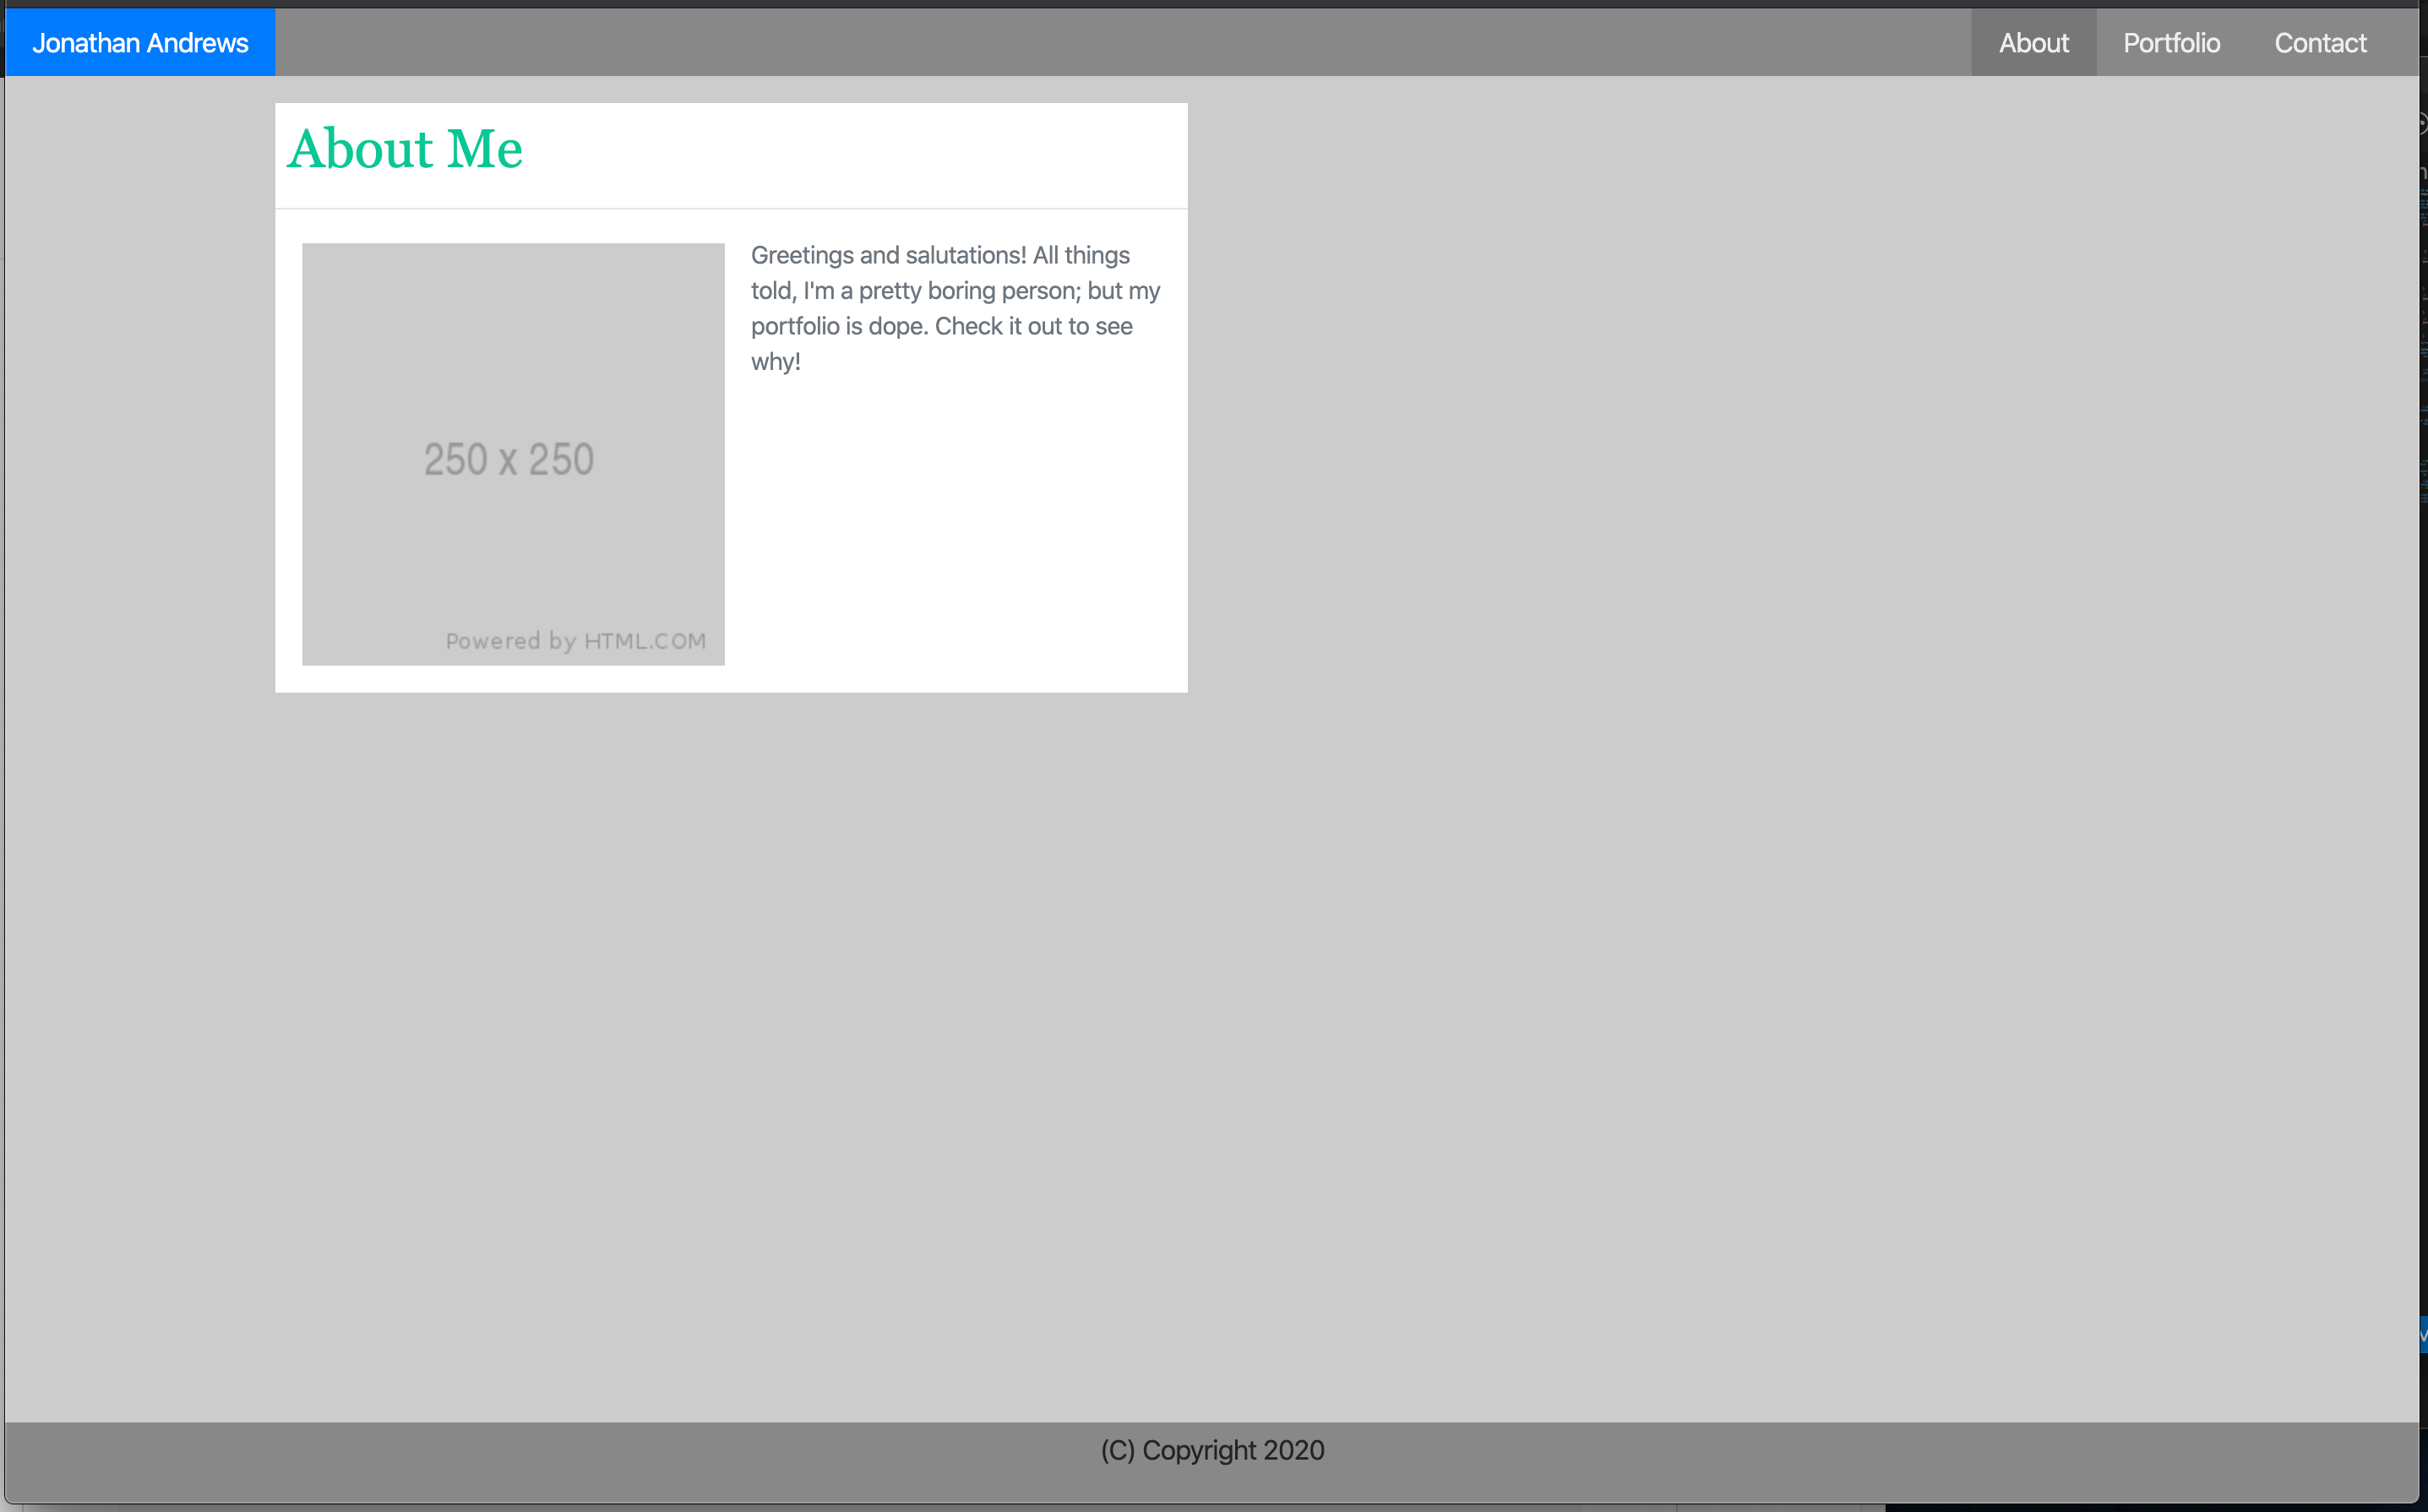 Jonathan Andrews
About Portfolio Contact
About Me
Greetings and salutations! All things
told, I'm a pretty boring person; but my
portfolio is dope. Check it out to see
why!
250 x 250
Powered by HTML.COM
(C) Copyright 2020